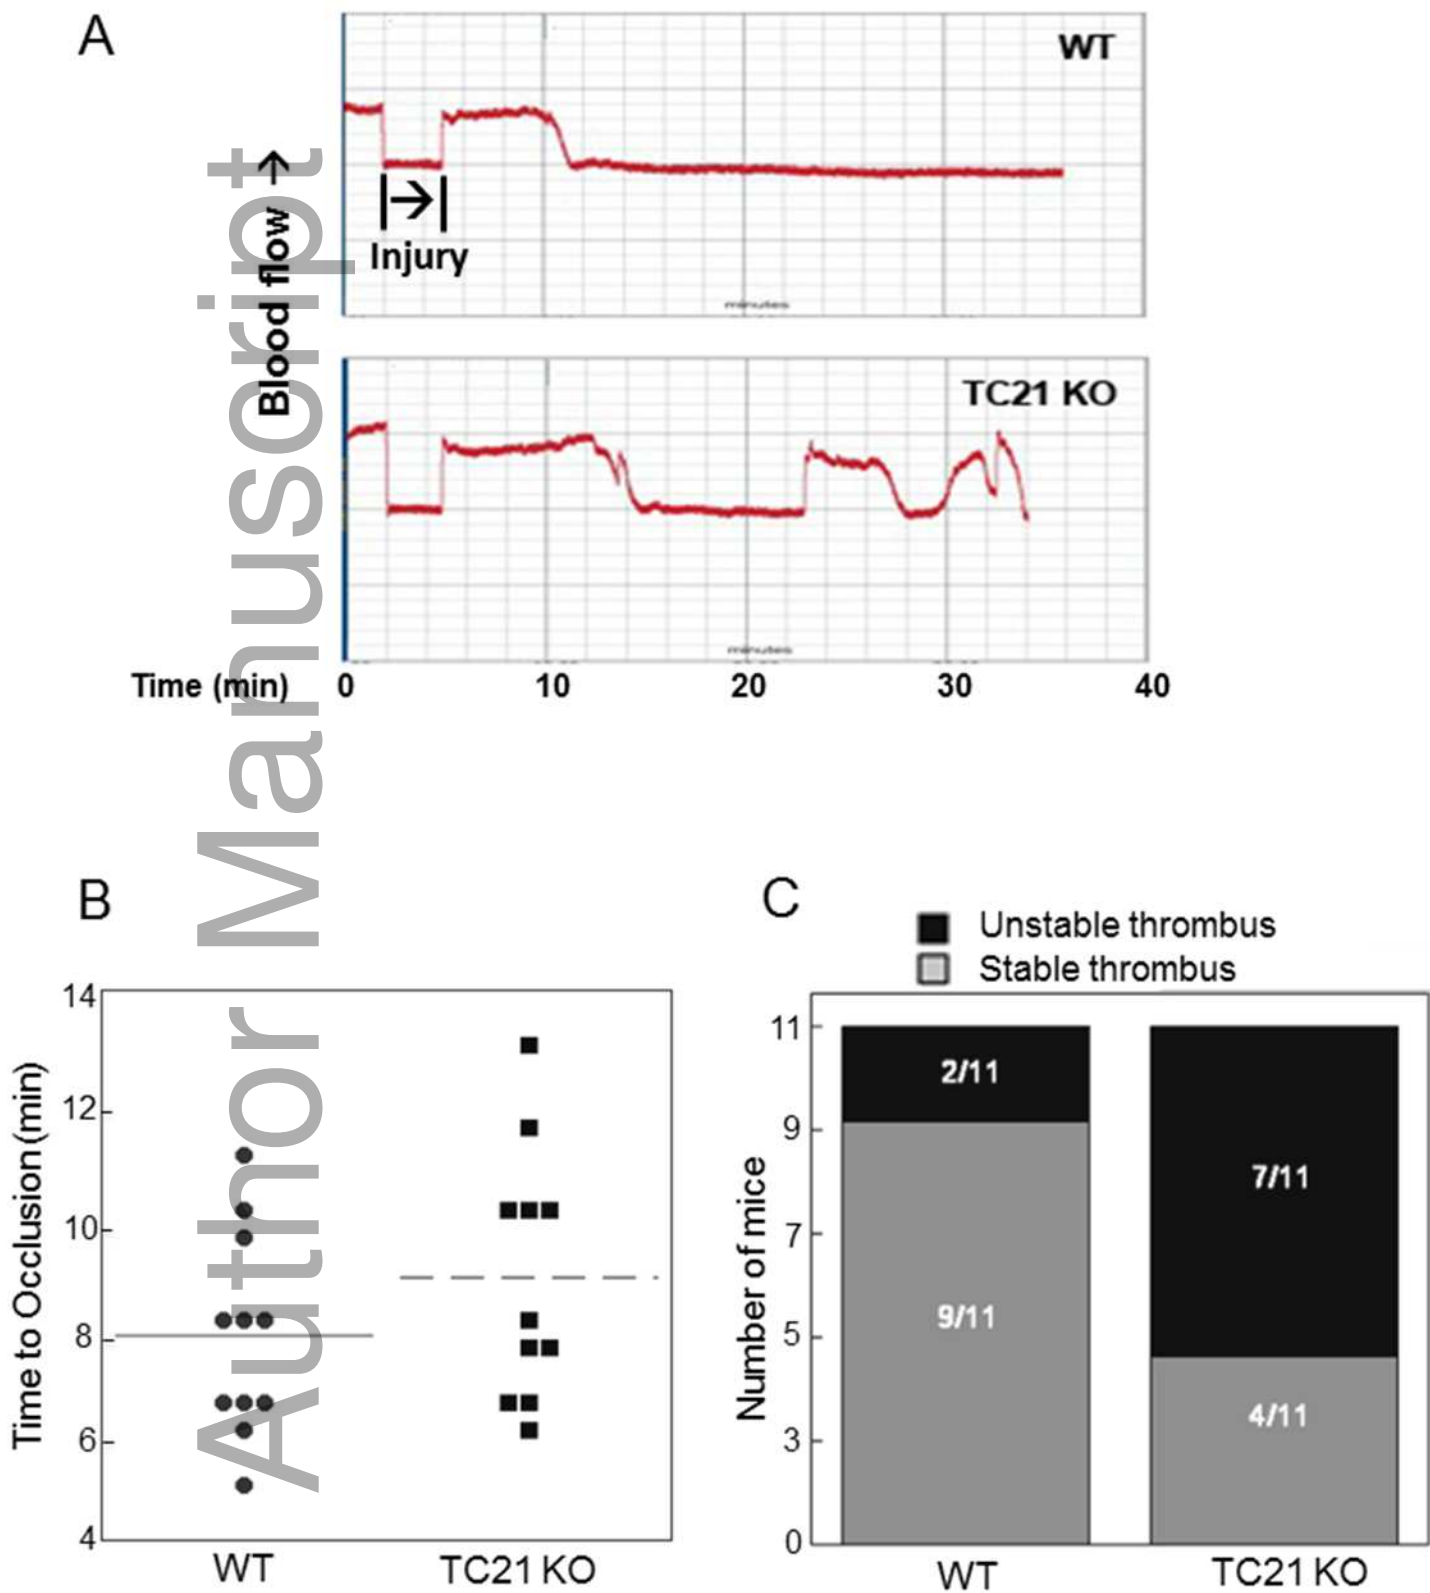 A
WT
Blood flow →
Injury
minutes
TC21 KO
minutes
Time (min) 0 10 20 30 40
Author Manuscript
B
14
12
10
8
6
4
Time to Occlusion (min)
WT TC21 KO
C
Unstable thrombus
Stable thrombus
11
9
7
5
3
0
Number of mice
2/11
9/11
7/11
4/11
WT TC21 KO